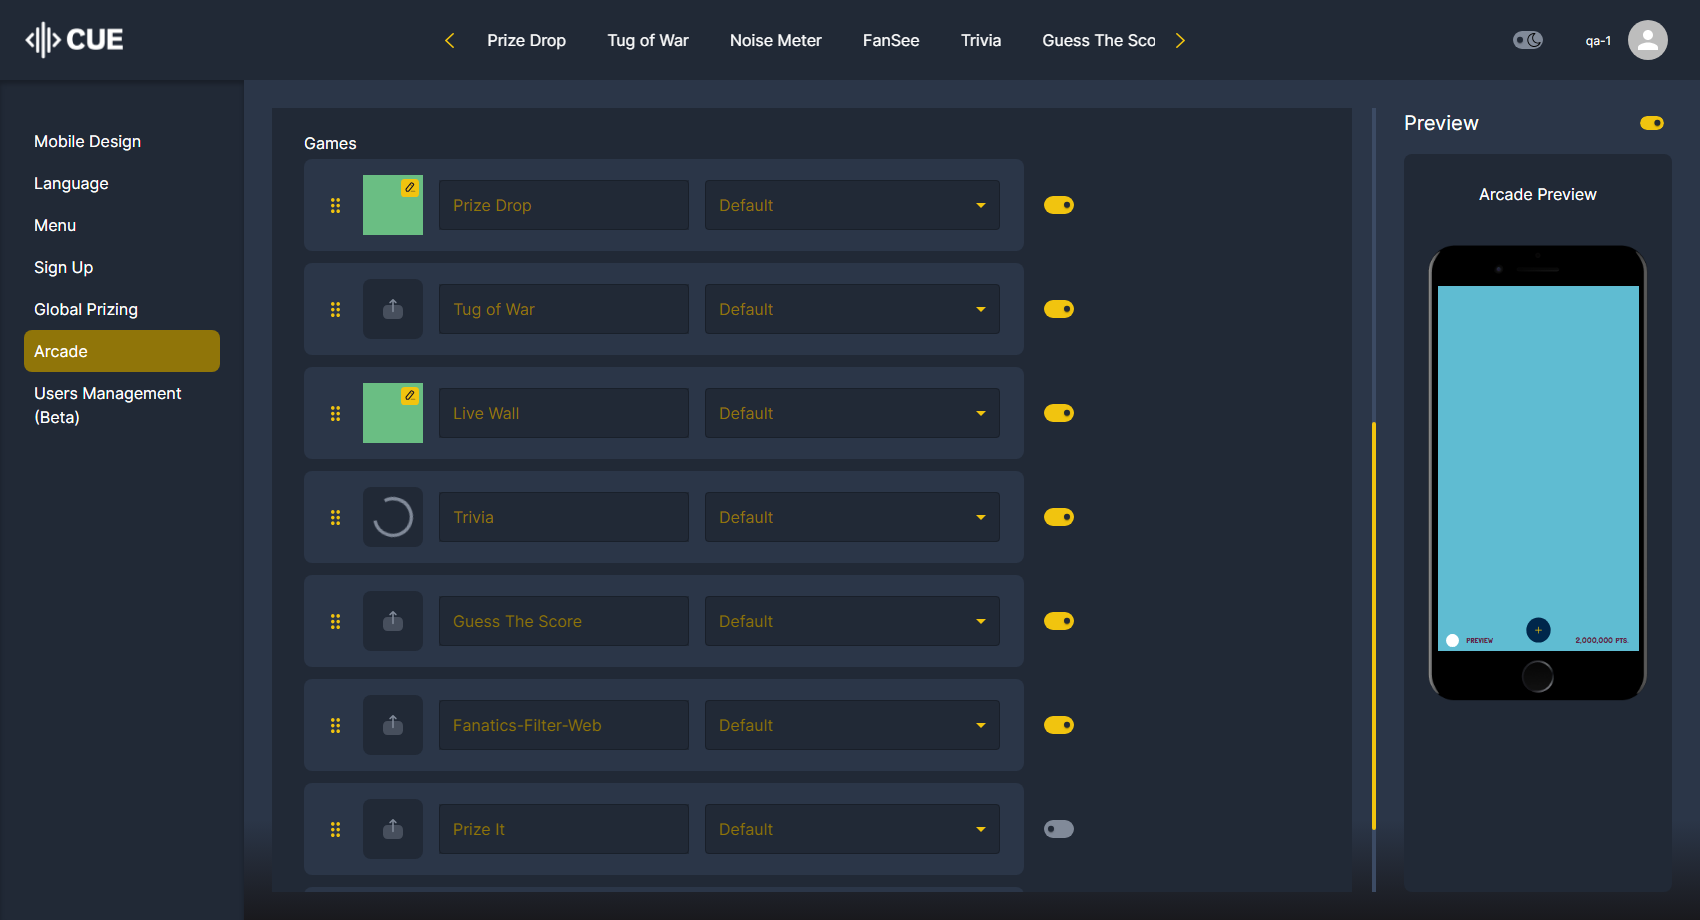 CUE
Prize Drop
Tug of War
Noise Meter
FanSee
Trivia
Guess The Sco
qa-1
Mobile Design
Language
Menu
Sign Up
Global Prizing
Arcade
Users Management
(Beta)
Games
Prize Drop
Default
Tug of War
Default
Live Wall
Default
Trivia
Default
Guess The Score
Default
Fanatics-Filter-Web
Default
Prize It
Default
Preview
Arcade Preview
PREVIEW
+
2,000,000 PTS.